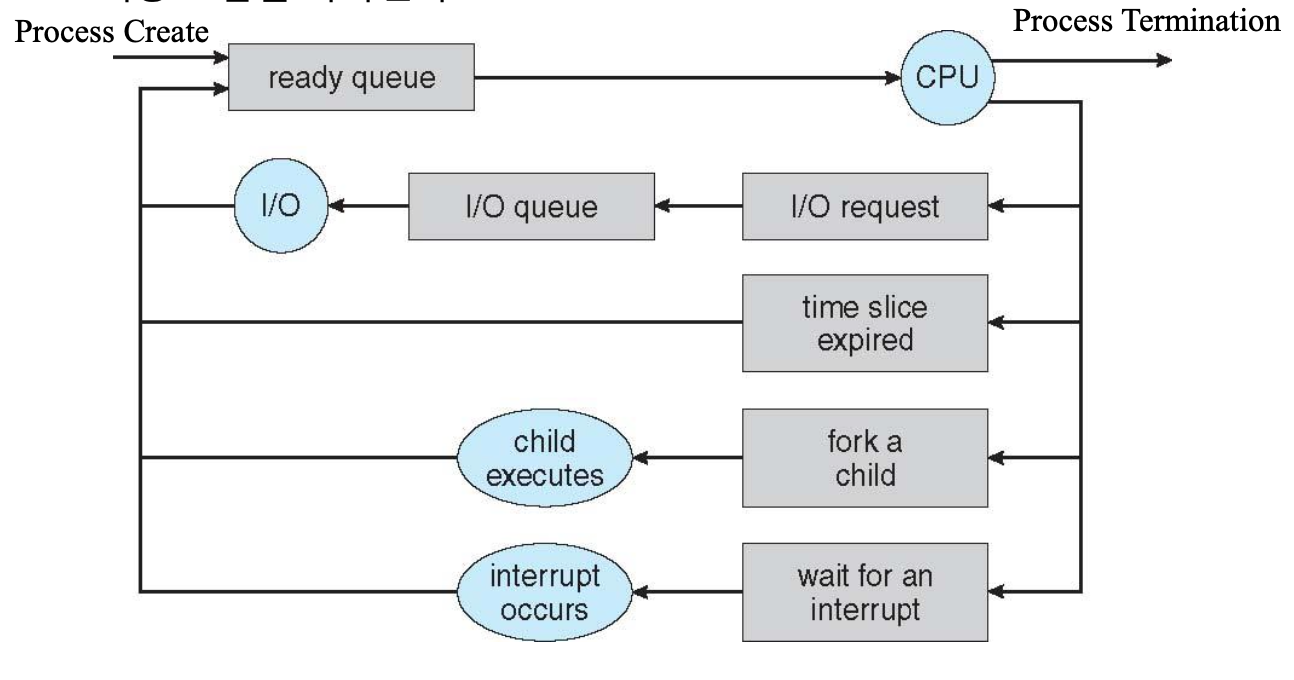 Process Create
Process Termination
ready queue
CPU
I/O
I/O queue
I/O request
time slice
expired
child
executes
fork a
child
interrupt
occurs
wait for an
interrupt